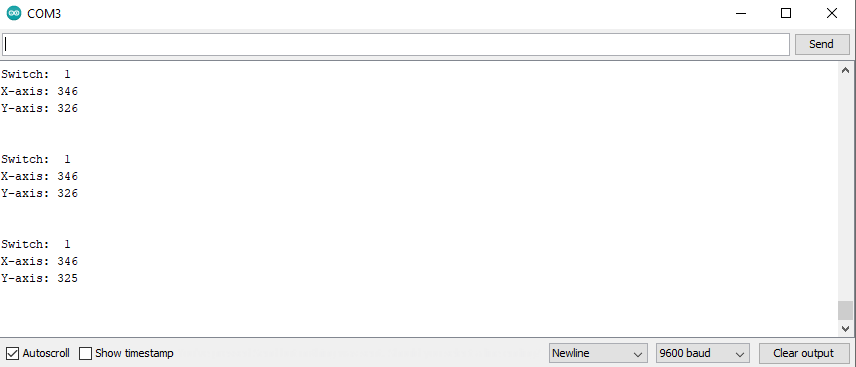 COM3
Send
Switch:  1
X-axis: 346
Y-axis: 326
Switch:  1
X-axis: 346
Y-axis: 326
Switch:  1
X-axis: 346
Y-axis: 325
Autoscroll Show timestamp Newline 9600 baud Clear output